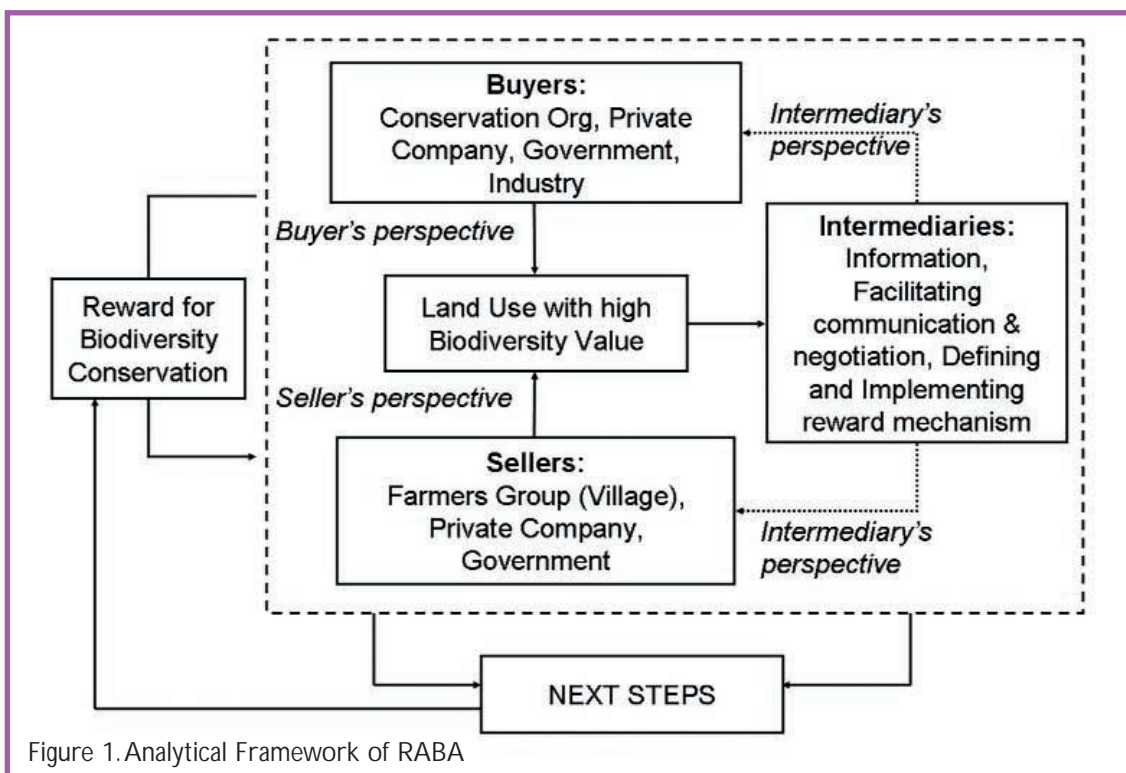 Buyers:
Conservation Org, Private
Company, Government,
Industry
Intermediary's
perspective
Buyer's perspective
Intermediaries:
Information,
Facilitating
communication &
negotiation, Defining
and Implementing
reward mechanism
Reward for
Biodiversity
Conservation
Land Use with high
Biodiversity Value
Seller's perspective
Sellers:
Farmers Group (Village),
Private Company,
Government
Intermediary's
perspective
NEXT STEPS
Figure 1. Analytical Framework of RABA